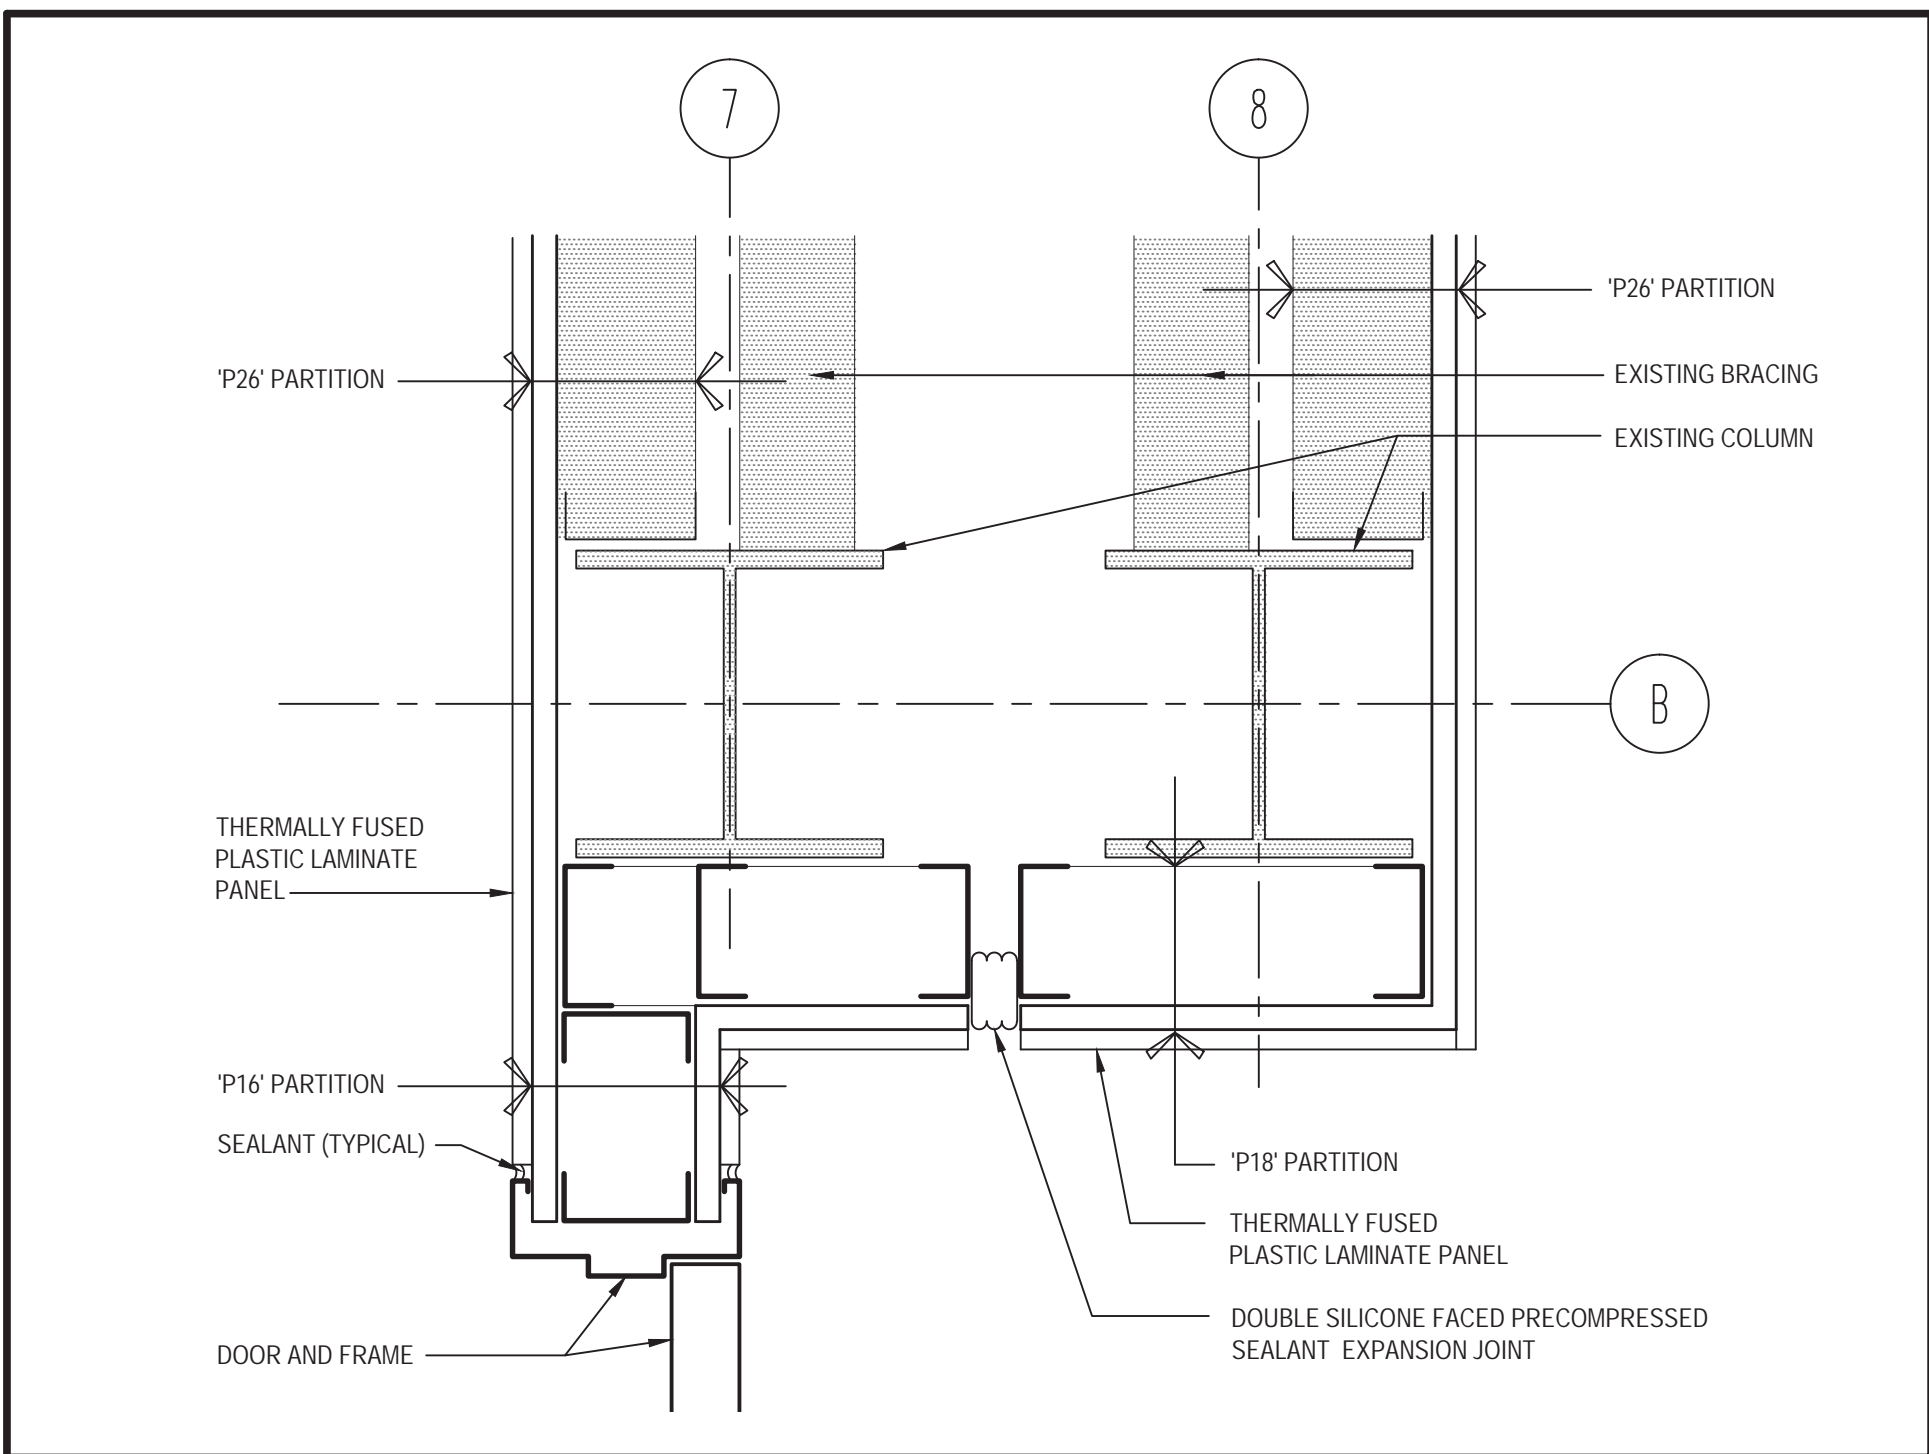 7
8
'P26' PARTITION
'P26' PARTITION
EXISTING BRACING
EXISTING COLUMN
B
THERMALLY FUSED
PLASTIC LAMINATE
PANEL
'P16' PARTITION
SEALANT (TYPICAL)
'P18' PARTITION
THERMALLY FUSED
PLASTIC LAMINATE PANEL
DOUBLE SILICONE FACED PRECOMPRESSED
SEALANT EXPANSION JOINT
DOOR AND FRAME